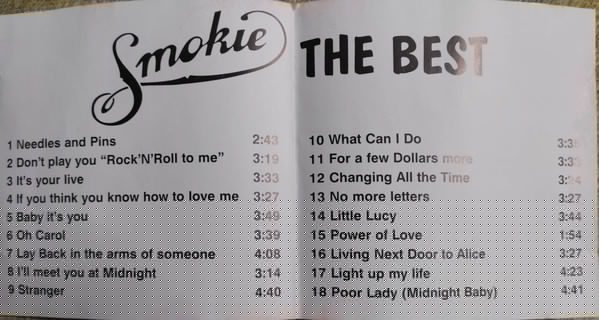 Smokie THE BEST
1 Needles and Pins 2:43
2 Don't play you "Rock'N'Roll to me" 3:19
3 It's your live 3:33
4 If you think you know how to love me 3:27
5 Baby it's you 3:49
6 Oh Carol 3:39
7 Lay Back in the arms of someone 4:08
8 I'll meet you at Midnight 3:14
9 Stranger 4:40
10 What Can I Do
11 For a few Dollars more
12 Changing All the Time
13 No more letters 3:27
14 Little Lucy 3:44
15 Power of Love 1:54
16 Living Next Door to Alice 3:27
17 Light up my life 4:23
18 Poor Lady (Midnight Baby) 4:41